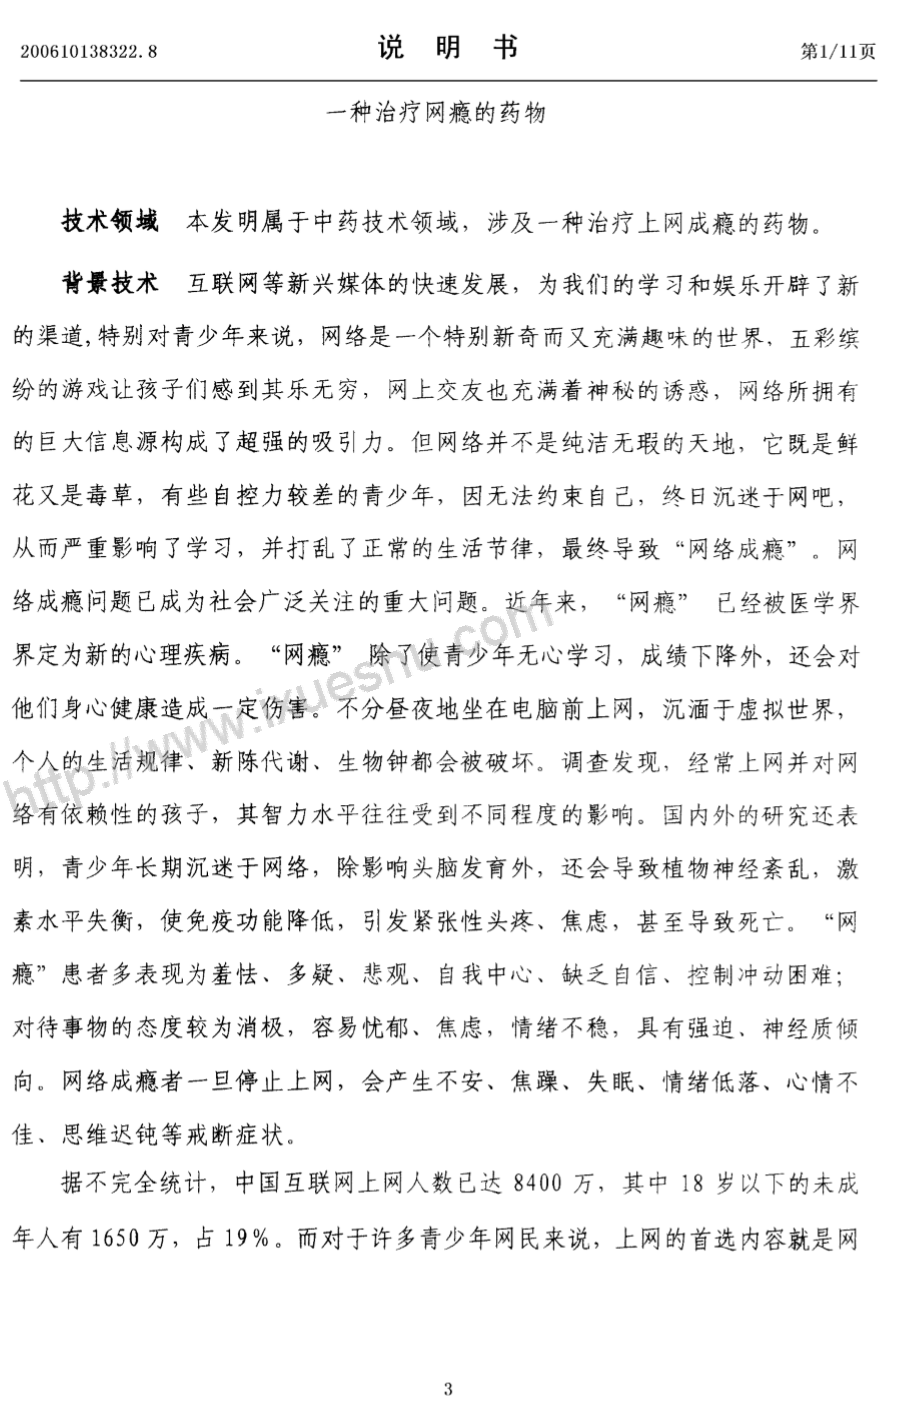 200610138322.8 说 明 书 第1/11页
一种治疗网瘾的药物
技术领域 本发明属于中药技术领域，涉及一种治疗上网成瘾的药物。
背景技术 互联网等新兴媒体的快速发展，为我们的学习和娱乐开辟了新
的渠道,特别对青少年来说，网络是一个特别新奇而又充满趣味的世界，五彩缤
纷的游戏让孩子们感到其乐无穷，网上交友也充满着神秘的诱惑，网络所拥有
的巨大信息源构成了超强的吸引力。但网络并不是纯洁无瑕的天地，它既是鲜
花又是毒草，有些自控力较差的青少年，因无法约束自己，终日沉迷于网吧，
从而严重影响了学习，并打乱了正常的生活节律，最终导致“网络成瘾”。网
络成瘾问题已成为社会广泛关注的重大问题。近年来，“网瘾” 已经被医学界
界定为新的心理疾病。“网瘾” 除了使青少年无心学习，成绩下降外，还会对
他们身心健康造成一定伤害。不分昼夜地坐在电脑前上网，沉湎于虚拟世界，
个人的生活规律、新陈代谢、生物钟都会被破坏。调查发现，经常上网并对网
络有依赖性的孩子，其智力水平往往受到不同程度的影响。国内外的研究还表
明，青少年长期沉迷于网络，除影响头脑发育外，还会导致植物神经紊乱，激
素水平失衡，使免疫功能降低，引发紧张性头疼、焦虑，甚至导致死亡。“网
瘾”患者多表现为羞怯、多疑、悲观、自我中心、缺乏自信、控制冲动困难；
对待事物的态度较为消极，容易忧郁、焦虑，情绪不稳，具有强迫、神经质倾
向。网络成瘾者一旦停止上网，会产生不安、焦躁、失眠、情绪低落、心情不
佳、思维迟钝等戒断症状。
据不完全统计，中国互联网上网人数已达 8400 万，其中 18 岁以下的未成
年人有 1650 万，占 19%。而对于许多青少年网民来说，上网的首选内容就是网
3
http://www.ixueshu.com